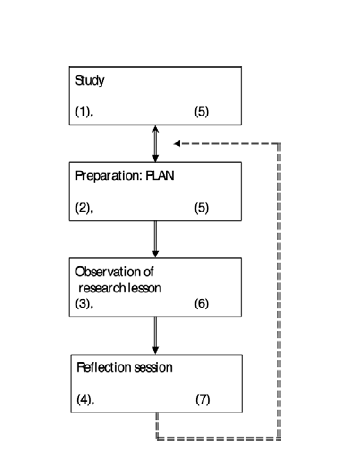 Study
(1). (5)
Preparation: PLAN
(2), (5)
Observation of
research lesson
(3). (6)
Reflection session
(4). (7)